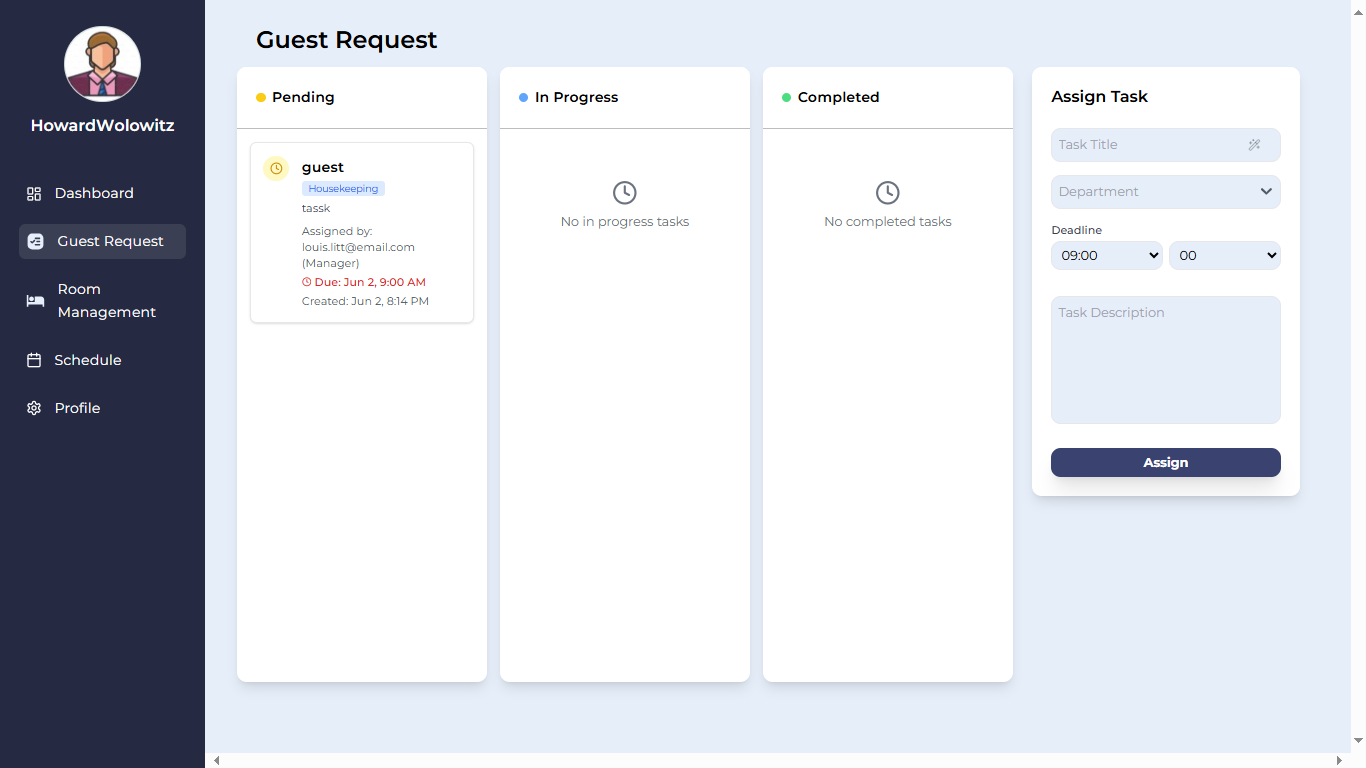 HowardWolowitz
Dashboard
Guest Request
Room
Management
Schedule
Profile
Guest Request
Pending
guest
Housekeeping
tassk
Assigned by:
louis.litt@email.com
(Manager)
Due: Jun 2, 9:00 AM
Created: Jun 2, 8:14 PM
In Progress
No in progress tasks
Completed
No completed tasks
Assign Task
Task Title
Department
Deadline
09:00 00
Task Description
Assign